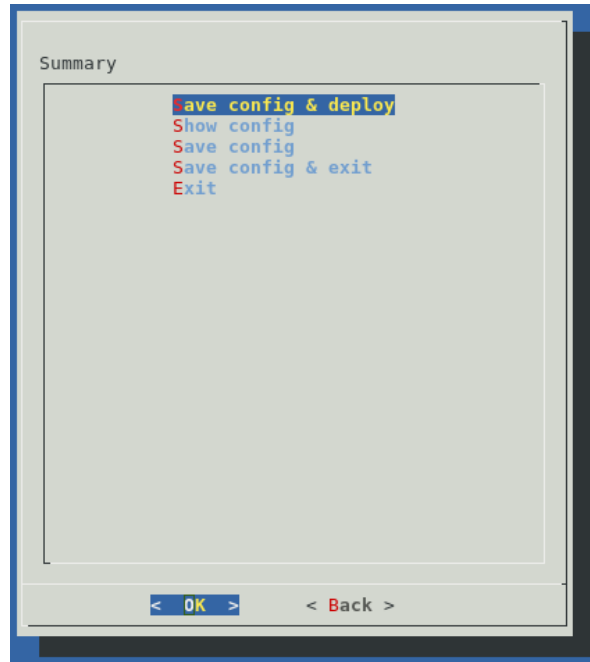 Summary
Save config & deploy
Show config
Save config
Save config & exit
Exit
< OK > < Back >